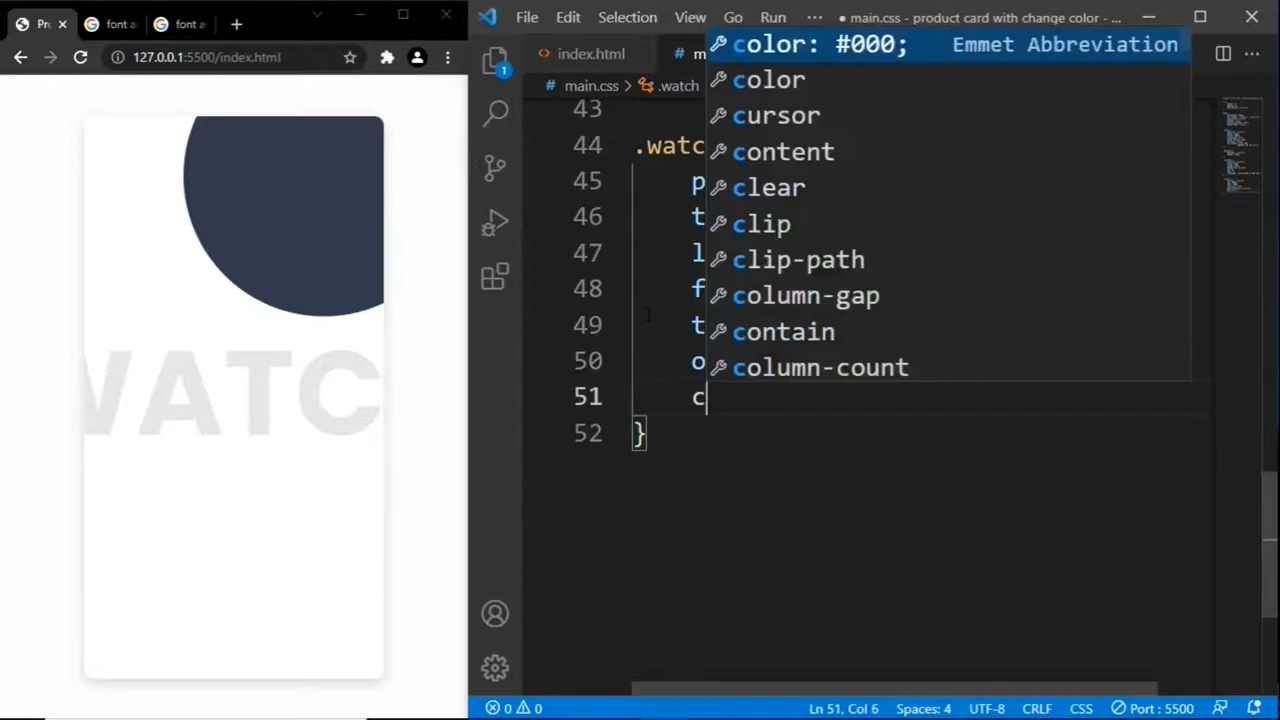 Pro
font a
font a
127.0.0.1:5500/index.html
WATC
File Edit Selection View Go Run ··· ● main.css - product card with change color - ...
index.html
# m
# main.css > .watch
1
43
44 .watc
45 p
46 t
47 l
48 f
49 t
50 o
51 c
52 }
color: #000; Emmet Abbreviation
color
cursor
content
clear
clip
clip-path
column-gap
contain
column-count
0 0 Ln 51, Col 6 Spaces: 4 UTF-8 CRLF CSS Port : 5500